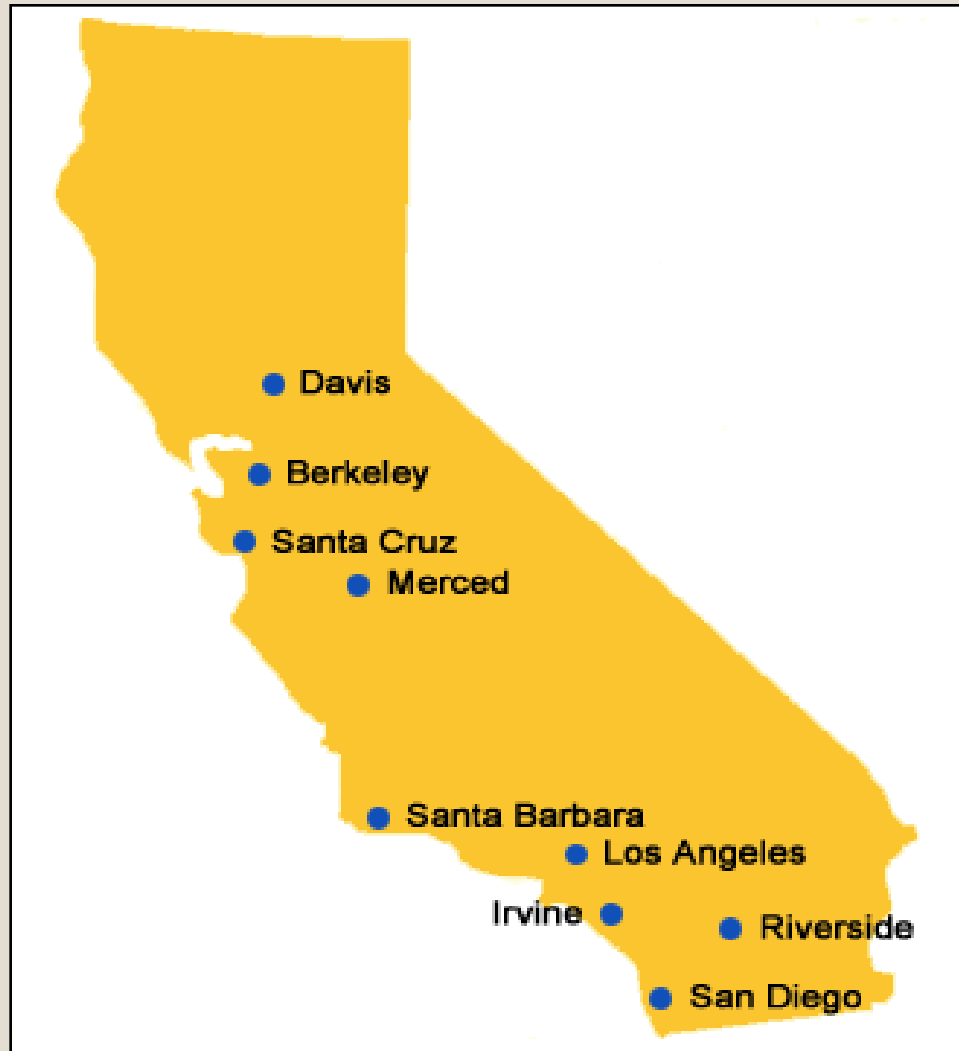 Davis
Berkeley
Santa Cruz
Merced
Santa Barbara
Los Angeles
Irvine
Riverside
San Diego